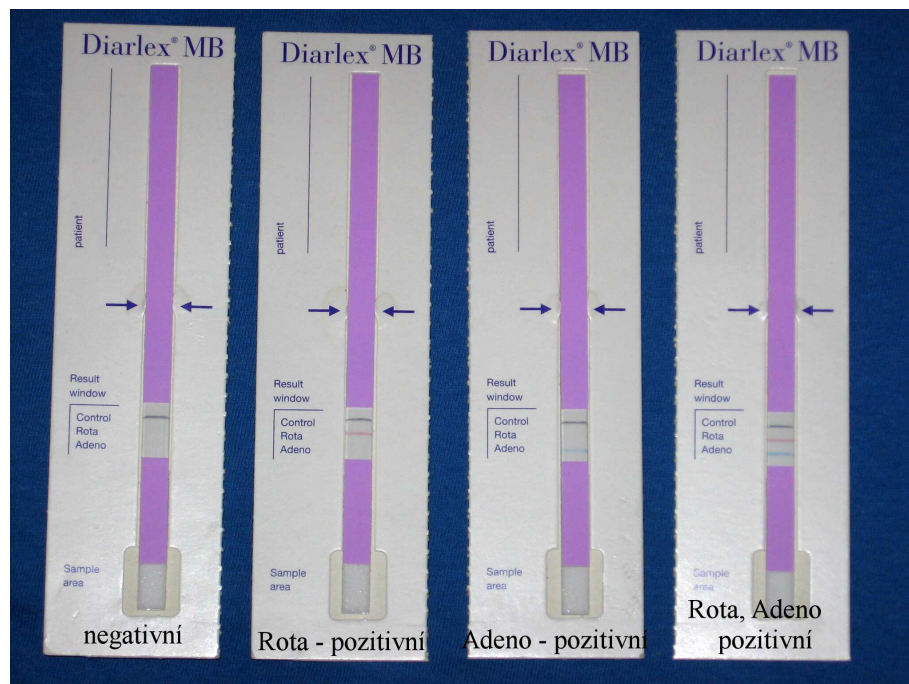 Diarlex® MB
patient
Result
window
Control
Rota
Adeno
Sample
area
negativní
Diarlex® MB
patient
Result
window
Control
Rota
Adeno
Sample
area
Rota - pozitivní
Diarlex® MB
patient
Result
window
Control
Rota
Adeno
Sample
area
Adeno - pozitivní
Diarlex® MB
patient
Result
window
Control
Rota
Adeno
Sample
area
Rota, Adeno
pozitivní